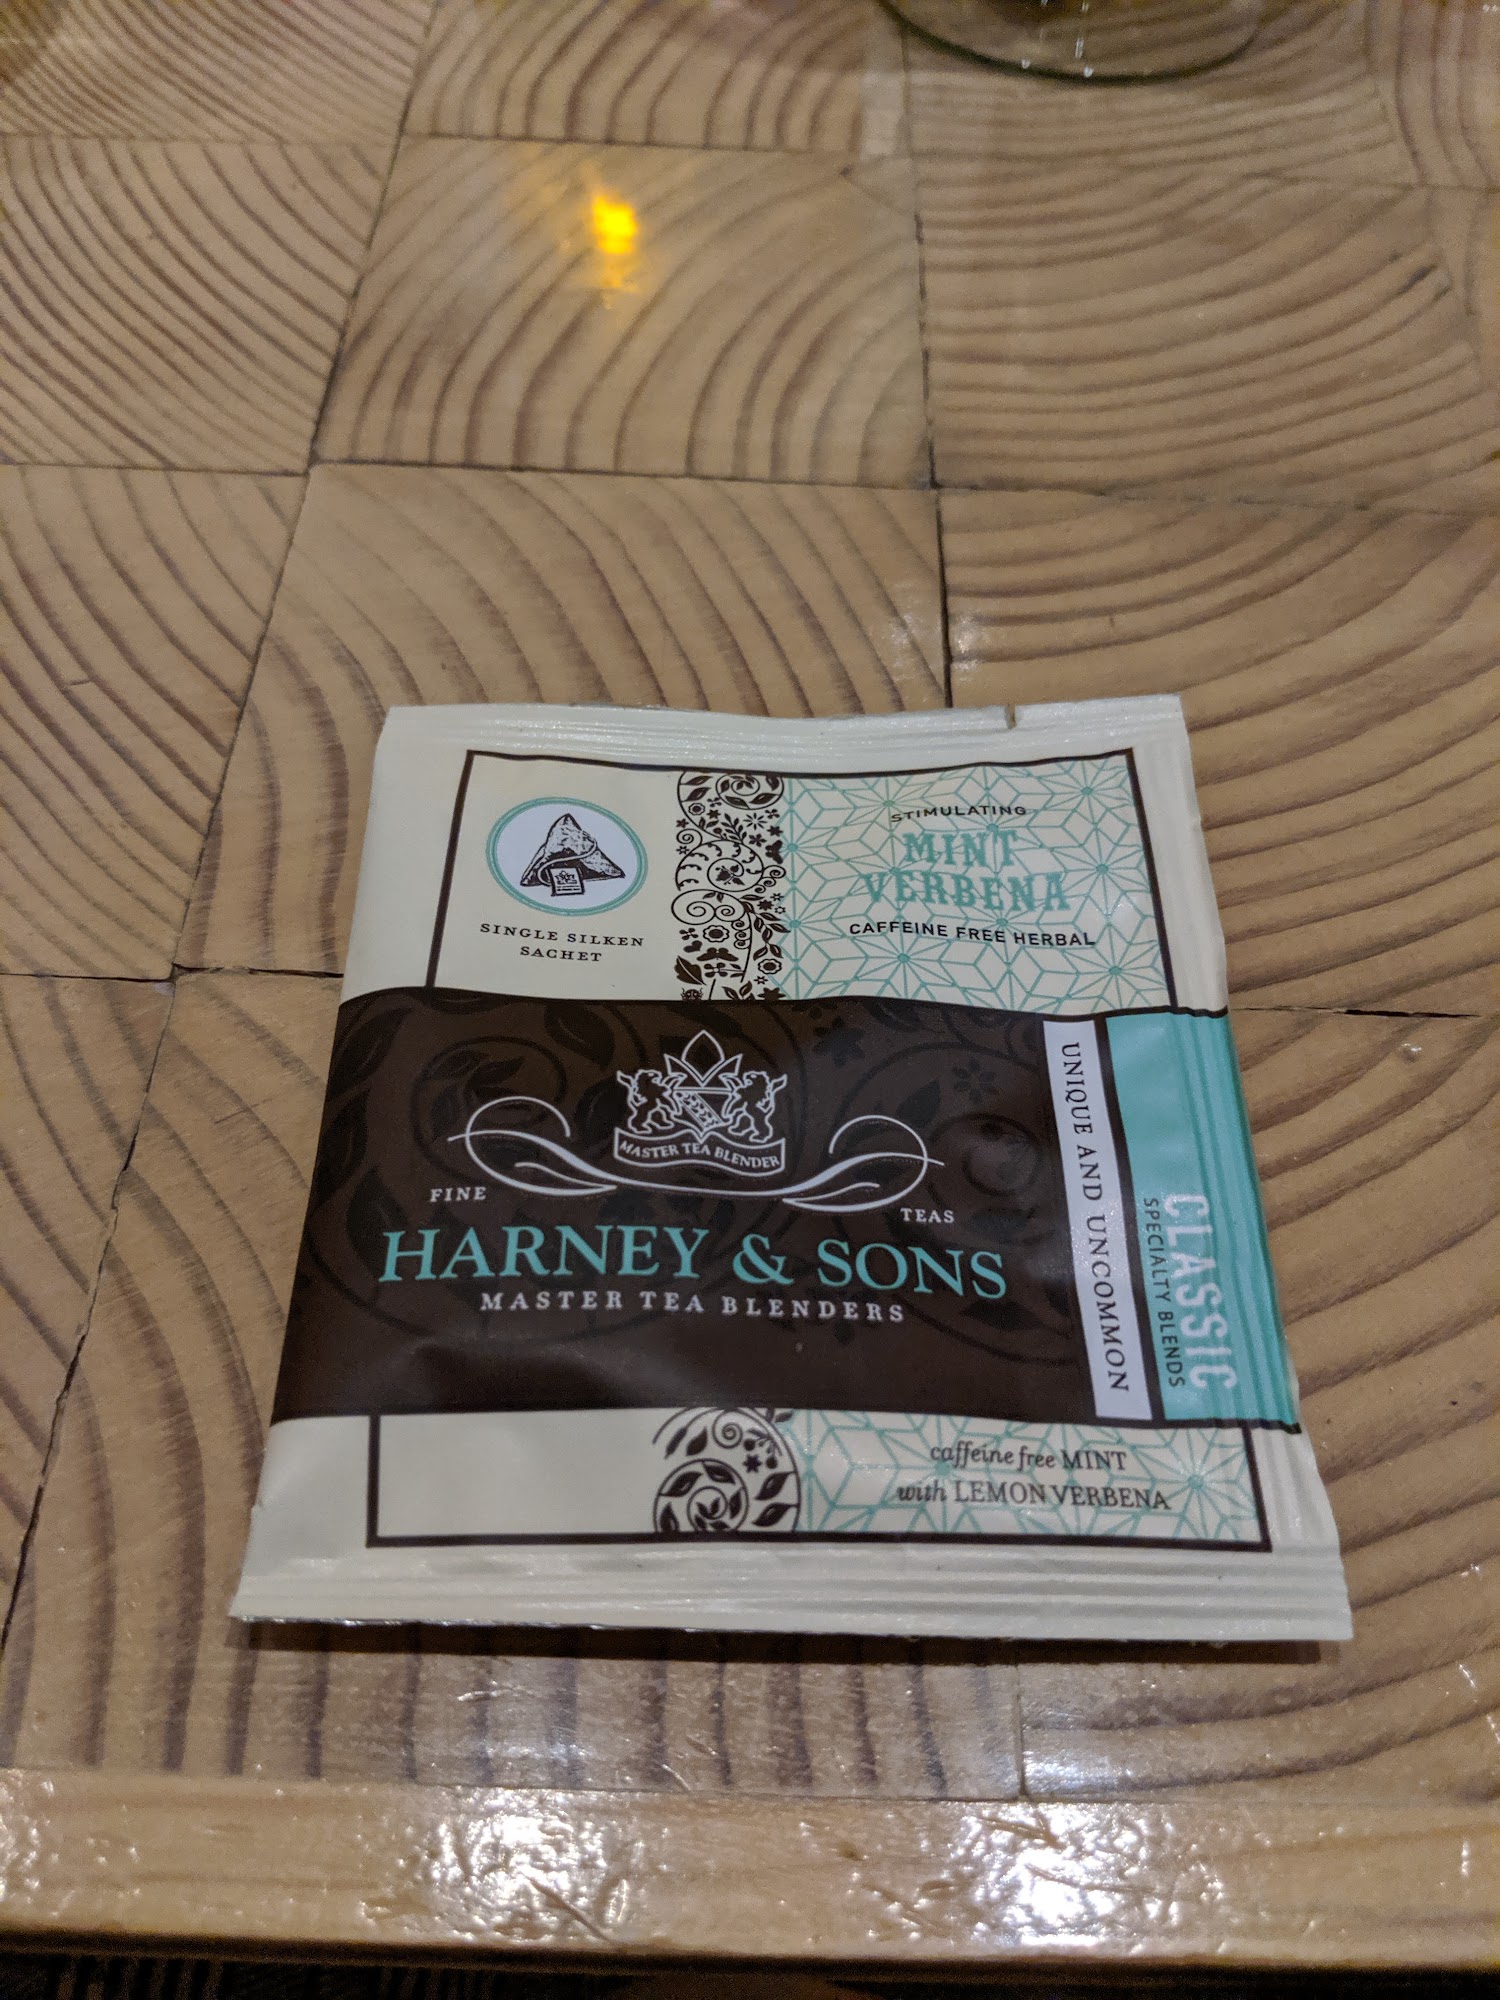 SINGLE SILKEN
SACHET
STIMULATING
MINT
VERBENA
CAFFEINE FREE HERBAL
MASTER TEA BLENDER
FINE
TEAS
HARNEY & SONS
MASTER TEA BLENDERS
UNIQUE AND UNCOMMON
CLASSIC
SPECIALTY BLENDS
caffeine free MINT
with LEMON VERBENA